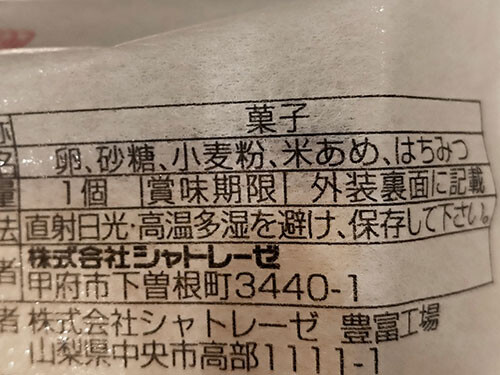 称 菓子
卵、砂糖、小麦粉、米あめ、はちみつ
量 1個 賞味期限 外装裏面に記載
法 直射日光・高温多湿を避け、保存して下さい。
者 株式会社シャトレーゼ
甲府市下曽根町3440-1
者 株式会社シャトレーゼ 豊富工場
山梨県中央市高部1111-1